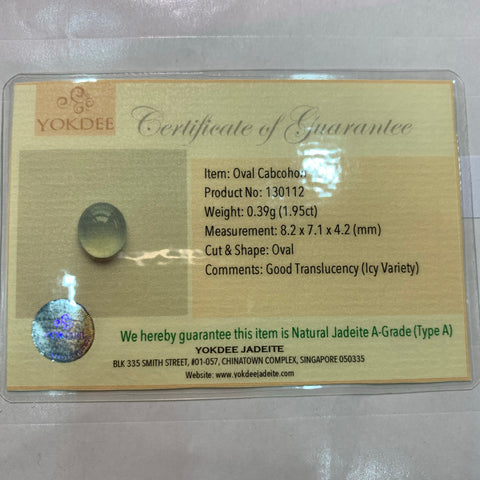 YOKDEE
Certificate of Guarantee
Item: Oval Cabcohon
Product No: 130112
Weight: 0.39g (1.95ct)
Measurement: 8.2 x 7.1 x 4.2 (mm)
Cut & Shape: Oval
Comments: Good Translucency (Icy Variety)
We hereby guarantee this item is Natural Jadeite A-Grade (Type A)
YOKDEE JADEITE
BLK 335 SMITH STREET, #01-057, CHINATOWN COMPLEX, SINGAPORE 050335
Website: www.yokdeejadeite.com